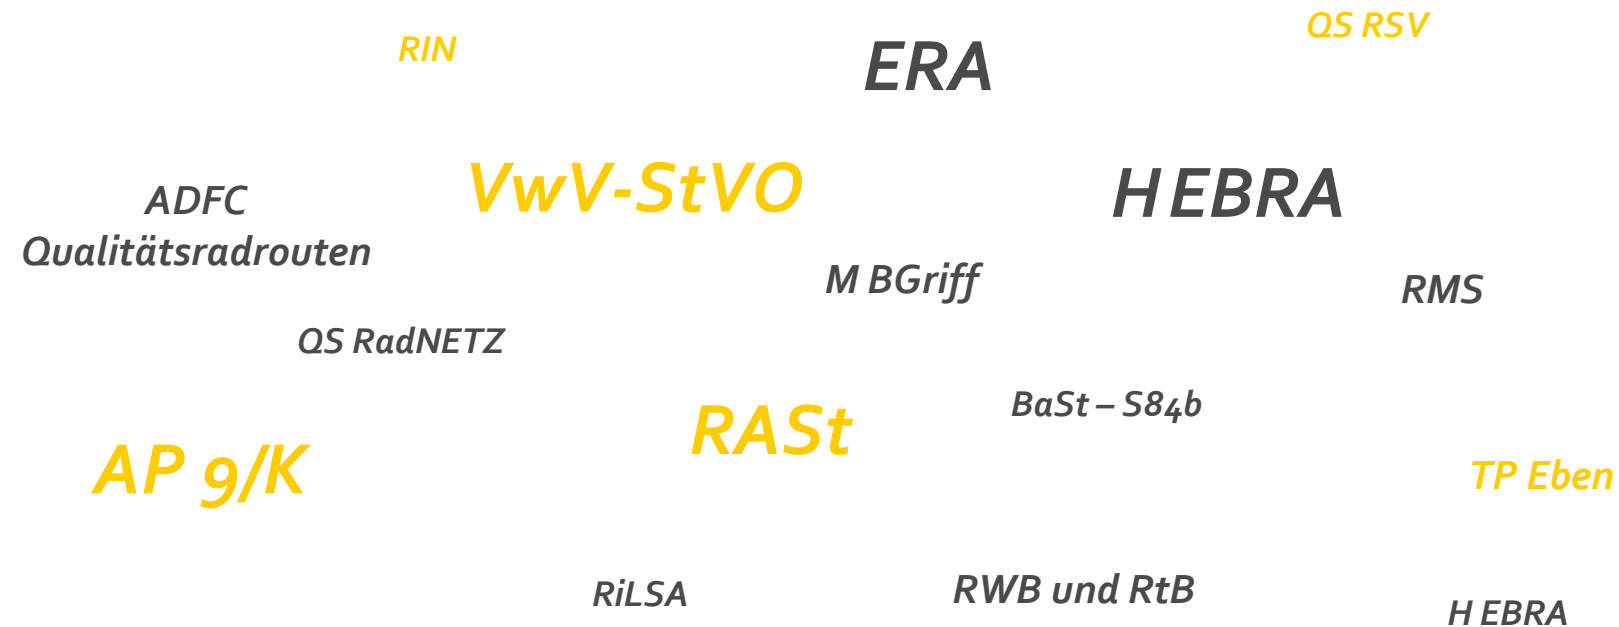 QS RSV
RIN
ERA
VwV-StVO
H EBRA
ADFC
Qualitätsradrouten
M BGriff
RMS
QS RadNETZ
BaSt – S84b
RASt
AP 9/K
TP Eben
RiLSA
RWB und RtB
H EBRA